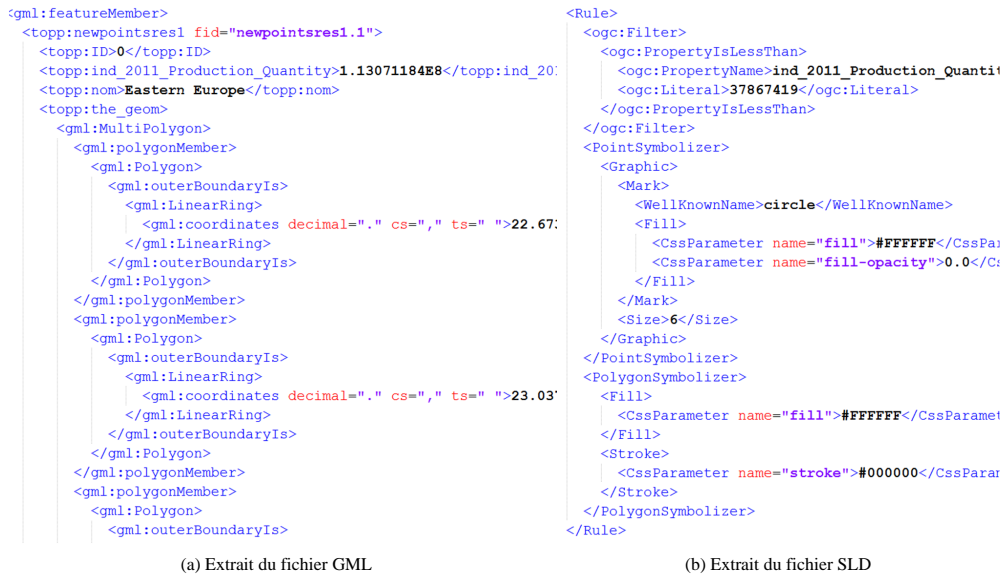 <gml:featureMember>
<topp:newpointsres1 fid="newpointsres1.1">
<topp:ID>0</topp:ID>
<topp:ind_2011_Production_Quantity>1.13071184E8</topp:ind_20
<topp:nom>Eastern Europe</topp:nom>
<topp:the_geom>
<gml:MultiPolygon>
<gml:polygonMember>
<gml:Polygon>
<gml:outerBoundaryIs>
<gml:LinearRing>
<gml:coordinates decimal="." cs="," ts=" ">22.67
</gml:LinearRing>
</gml:outerBoundaryIs>
</gml:Polygon>
</gml:polygonMember>
<gml:polygonMember>
<gml:Polygon>
<gml:outerBoundaryIs>
<gml:LinearRing>
<gml:coordinates decimal="." cs="," ts=" ">23.03
</gml:LinearRing>
</gml:outerBoundaryIs>
</gml:Polygon>
</gml:polygonMember>
<gml:polygonMember>
<gml:Polygon>
<gml:outerBoundaryIs>
(a) Extrait du fichier GML
<Rule>
<ogc:Filter>
<ogc:PropertyIsLessThan>
<ogc:PropertyName>ind_2011_Production_Quantit
<ogc:Literal>37867419</ogc:Literal>
</ogc:PropertyIsLessThan>
</ogc:Filter>
<PointSymbolizer>
<Graphic>
<Mark>
<WellKnownName>circle</WellKnownName>
<Fill>
<CssParameter name="fill">#FFFFFF</CssPar
<CssParameter name="fill-opacity">0.0</Cs
</Fill>
</Mark>
<Size>6</Size>
</Graphic>
</PointSymbolizer>
<PolygonSymbolizer>
<Fill>
<CssParameter name="fill">#FFFFFF</CssParamet
</Fill>
<Stroke>
<CssParameter name="stroke">#000000</CssParam
</Stroke>
</PolygonSymbolizer>
</Rule>
(b) Extrait du fichier SLD